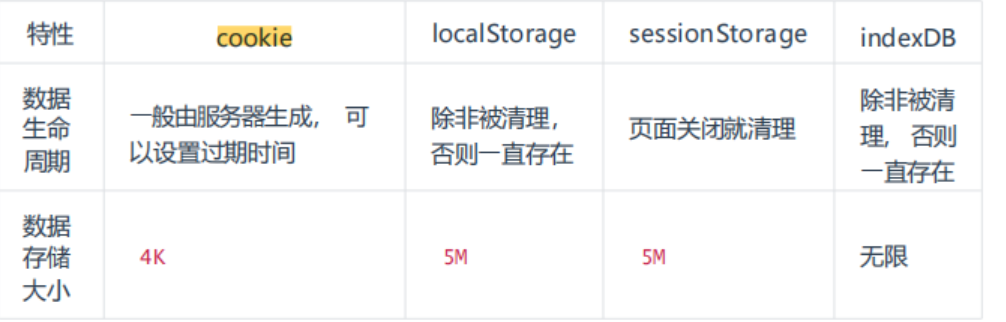 特性
cookie
localStorage
sessionStorage
indexDB
数据
生命
周期
一般由服务器生成， 可
以设置过期时间
除非被清理，
否则一直存在
页面关闭就清理
除非被清
理， 否则
一直存在
数据
存储
大小
4K
5M
5M
无限